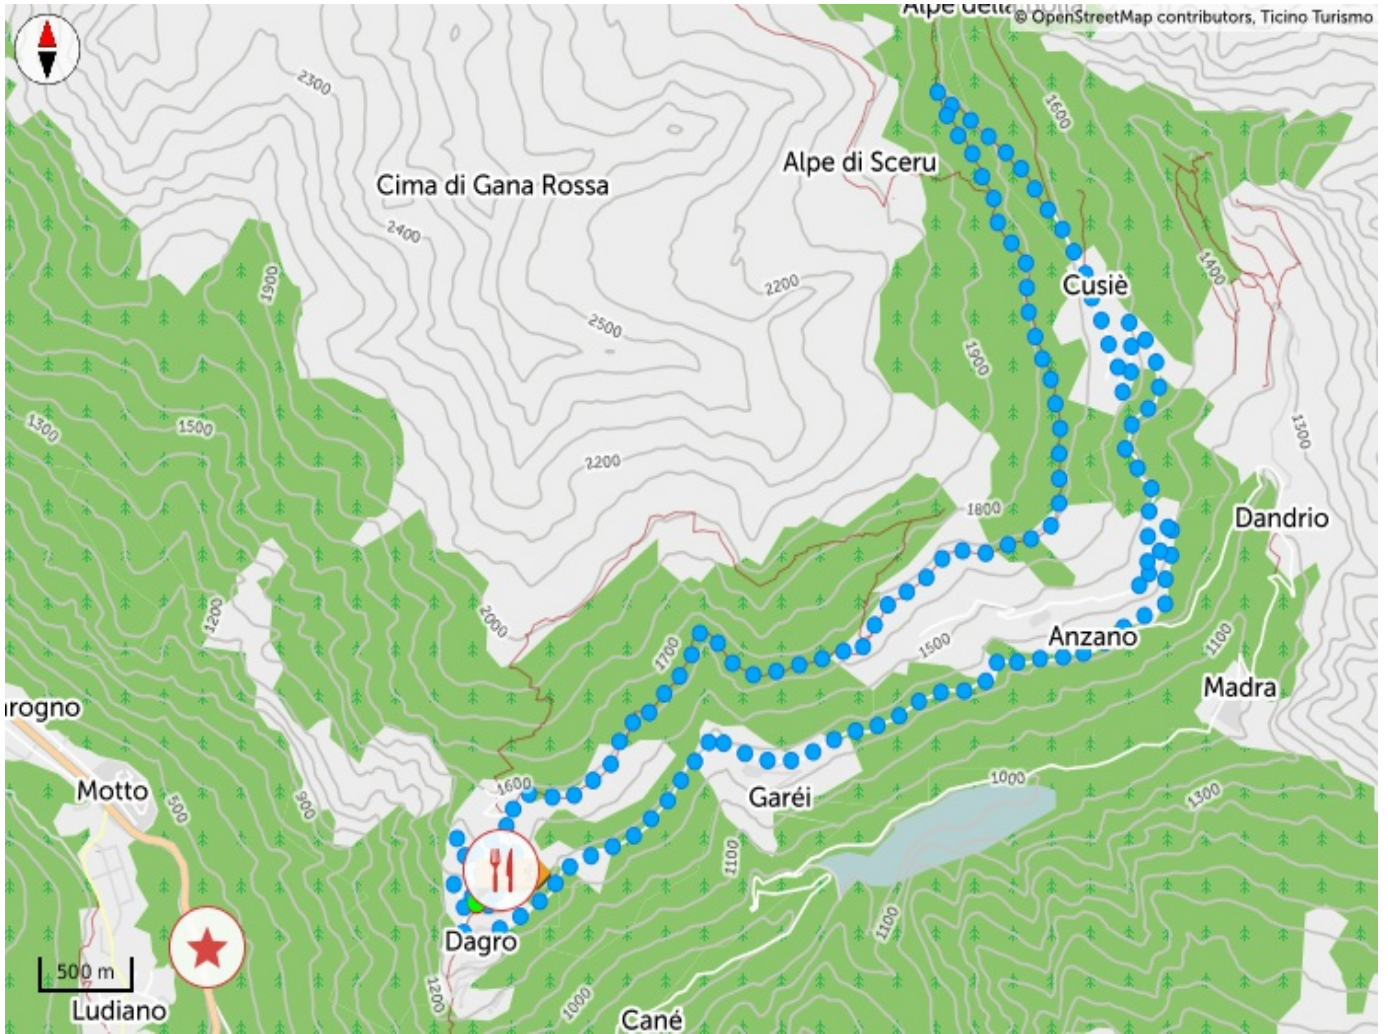 © OpenStreetMap contributors, Ticino Turismo
2300
1600
Alpe di Sceru
Cima di Gana Rossa
2400
1400
1900
2200
Cusiè
2500
1900
1300
1500
1300
2200
1800
Dandrio
1200
2000
1700
1500
Anzano
1100
Madra
Motto
500
900
1600
1000
Garéi
1300
1100
1100
Dagro
500 m
1200
1000
Ludiano
Cané